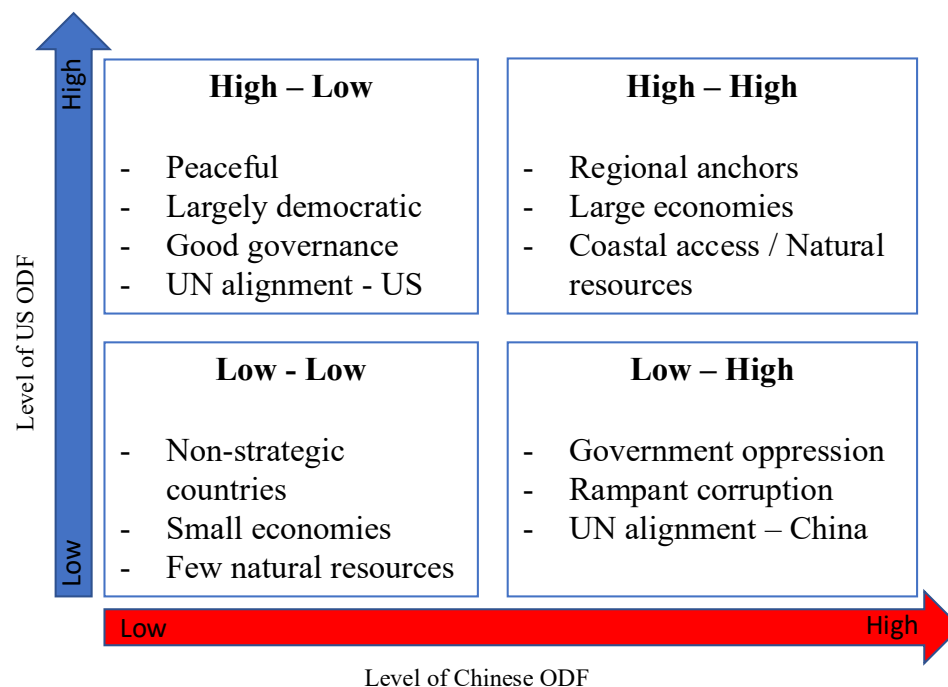 High
High – Low
- Peaceful
- Largely democratic
- Good governance
- UN alignment - US
High – High
- Regional anchors
- Large economies
- Coastal access / Natural
resources
Level of US ODF
Low - Low
- Non-strategic
countries
- Small economies
- Few natural resources
Low – High
- Government oppression
- Rampant corruption
- UN alignment – China
Low
Low
High
Level of Chinese ODF